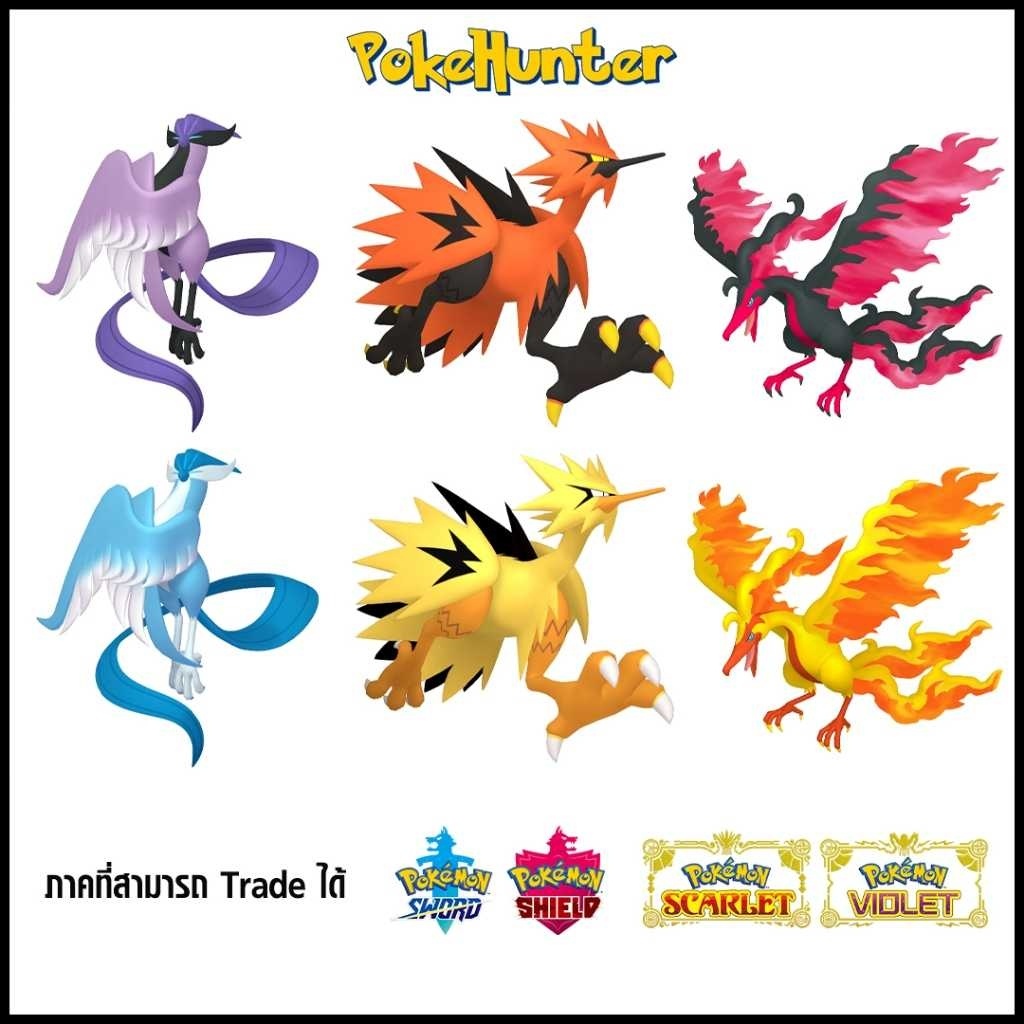 PokeHunter
ภาคที่สามารถ Trade ได้
POKÉMON
SWORD
POKÉMON
SHIELD
POKÉMON
SCARLET
POKÉMON
VIOLET